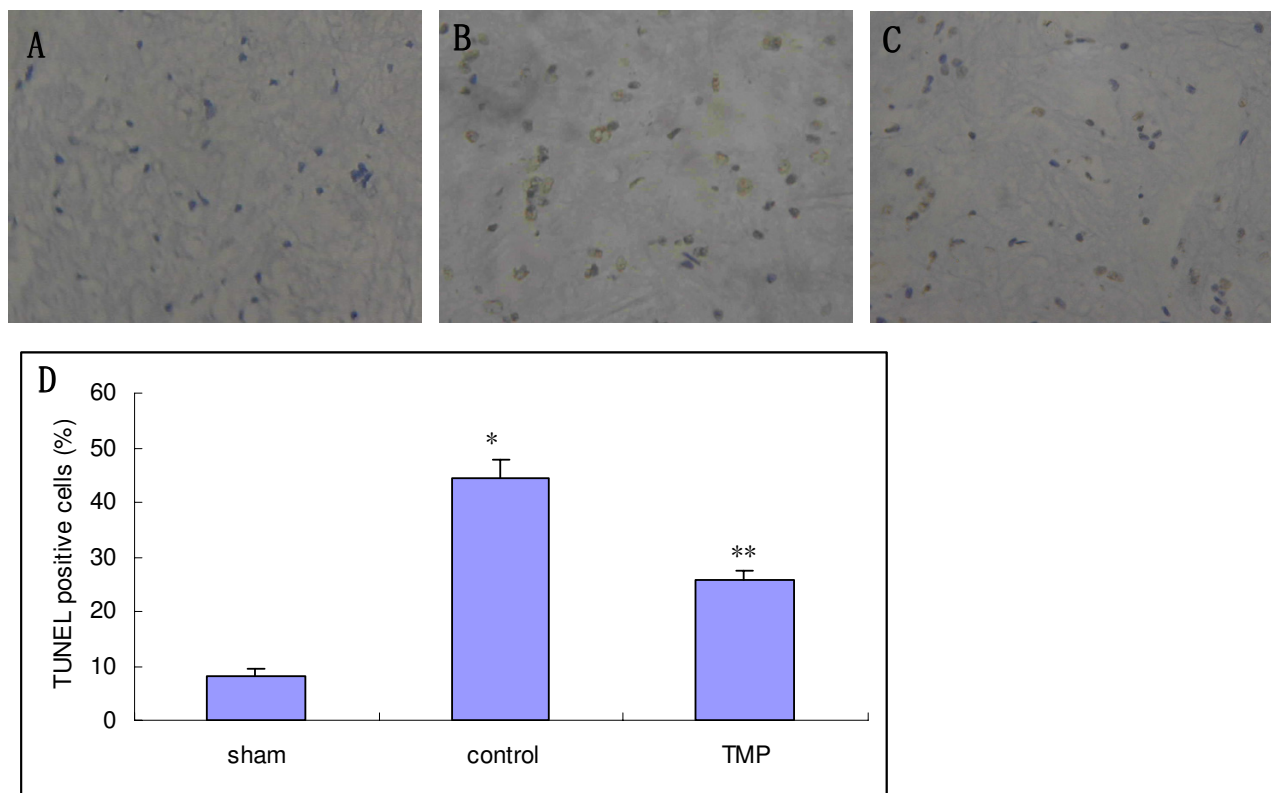 A
B
C
D
TUNEL positive cells (%)
60
50
40
30
20
10
0
*
**
sham
control
TMP